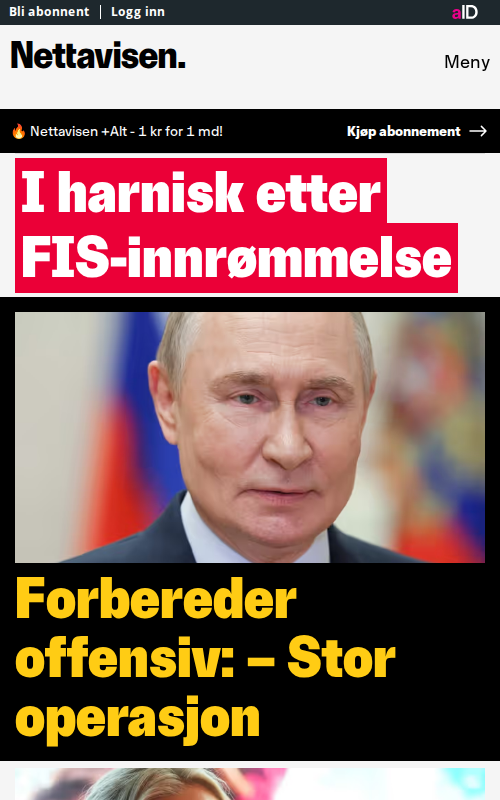 Bli abonnent | Logg inn
aID
Nettavisen.
Meny
🔥 Nettavisen +Alt - 1 kr for 1 md!
Kjøp abonnement →
I harnisk etter
FIS-innrømmelse
Forbereder
offensiv: – Stor
operasjon